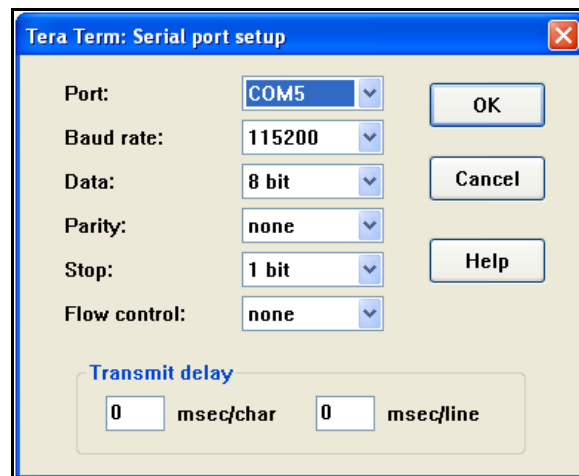 Tera Term: Serial port setup
Port: COM5
OK
Baud rate: 115200
Data: 8 bit
Cancel
Parity: none
Stop: 1 bit
Help
Flow control: none
Transmit delay
0 msec/char 0 msec/line